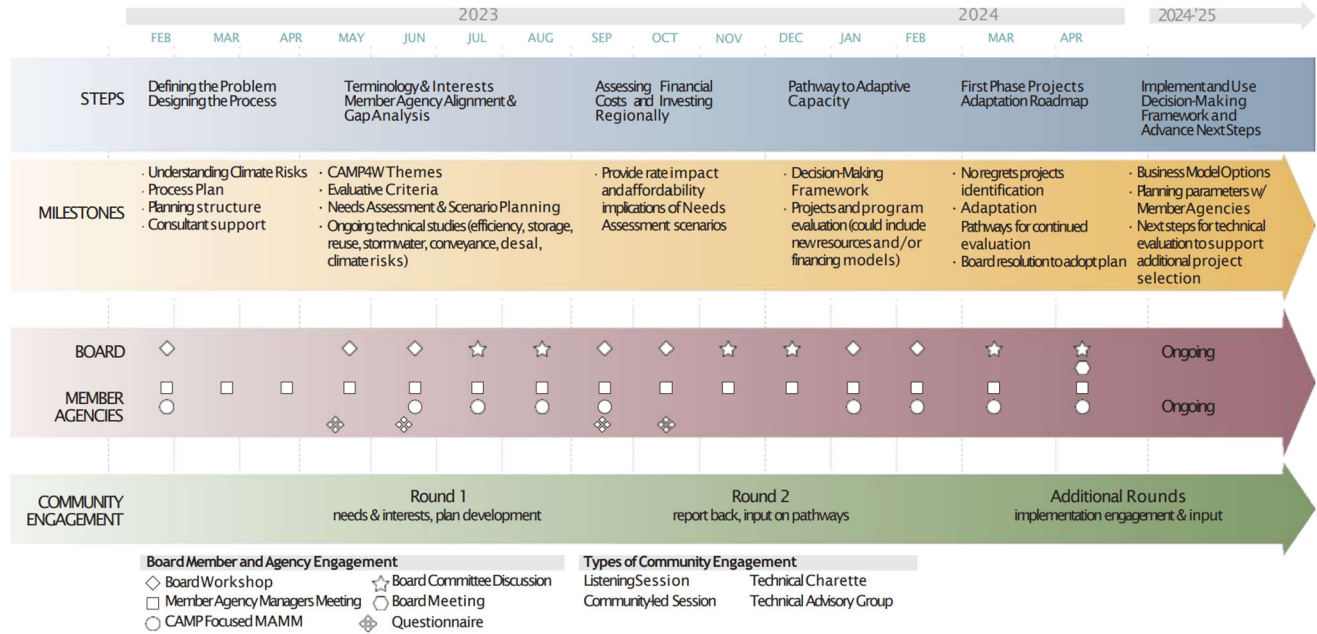 2023 2024 2024-'25
FEB MAR APR MAY JUN JUL AUG SEP OCT NOV DEC JAN FEB MAR APR
STEPS
Defining the Problem
Designing the Process
Terminology & Interests
Member Agency Alignment &
Gap Analysis
Assessing Financial
Costs and Investing
Regionally
Pathway to Adaptive
Capacity
First Phase Projects
Adaptation Roadmap
Implement and Use
Decision-Making
Framework and
Advance Next Steps
MILESTONES
· Understanding Climate Risks
· Process Plan
· Planning structure
· Consultant support
· CAMP4W Themes
· Evaluative Criteria
· Needs Assessment & Scenario Planning
· Ongoing technical studies (efficiency, storage,
reuse, stormwater, conveyance, desal,
climate risks)
· Provide rate impact
and affordability
implications of Needs
Assessment scenarios
· Decision-Making
Framework
· Projects and program
evaluation (could include
new resources and/or
financing models)
· No regrets projects
identification
· Adaptation
Pathways for continued
evaluation
· Board resolution to adopt plan
· Business Model Options
· Planning parameters w/
Member Agencies
· Next steps for technical
evaluation to support
additional project
selection
BOARD
Ongoing
MEMBER
AGENCIES
Ongoing
COMMUNITY
ENGAGEMENT
Round 1
needs & interests, plan development
Round 2
report back, input on pathways
Additional Rounds
implementation engagement & input
Board Member and Agency Engagement
Board Workshop
Member Agency Managers Meeting
CAMP Focused MAMM
Board Committee Discussion
Board Meeting
Questionnaire
Types of Community Engagement
Listening Session
Community-led Session
Technical Charette
Technical Advisory Group